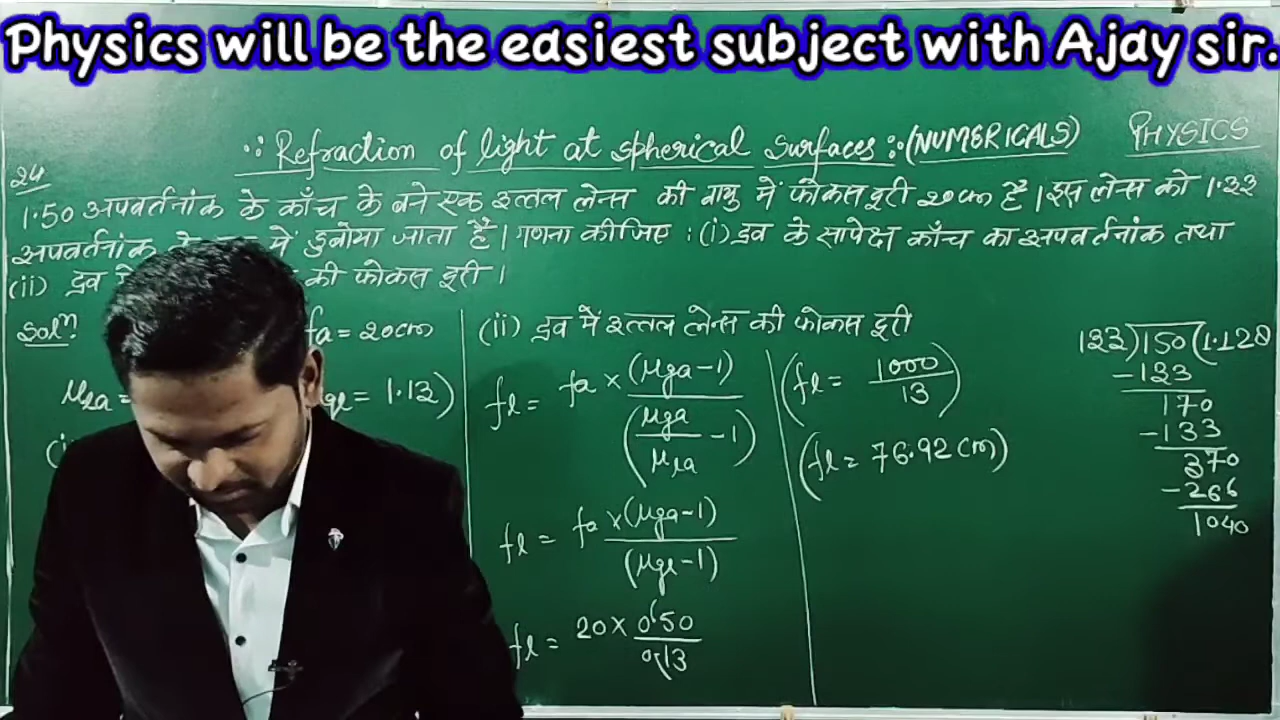 Physics will be the easiest subject with Ajay sir.
∵ Refraction of light at spherical surfaces :- (NUMERICALS) PHYSICS
24
1.50 अपवर्तनांक के काँच के बने एक उत्तल लेन्स की वायु में फोकस दूरी 20cm है। इस लेन्स को 1.33
अपवर्तनांक में डुबोया जाता है। गणना कीजिए : (i) द्रव के सापेक्ष काँच का अपवर्तनांक तथा
(ii) द्रव की फोकस दूरी।
Solⁿ:
fa = 20cm
μla =
= 1.13)
(i
(ii) द्रव में उत्तल लेन्स की फोकस दूरी
fl = fa × (μga-1) / (μga/μla - 1)
fl = fa × (μga-1) / (μgl-1)
fl = 20 × 0.50 / 0.13
(fl = 1000/13)
(fl = 76.92 cm)
133)150(1.128
-133
170
-133
370
-266
1040